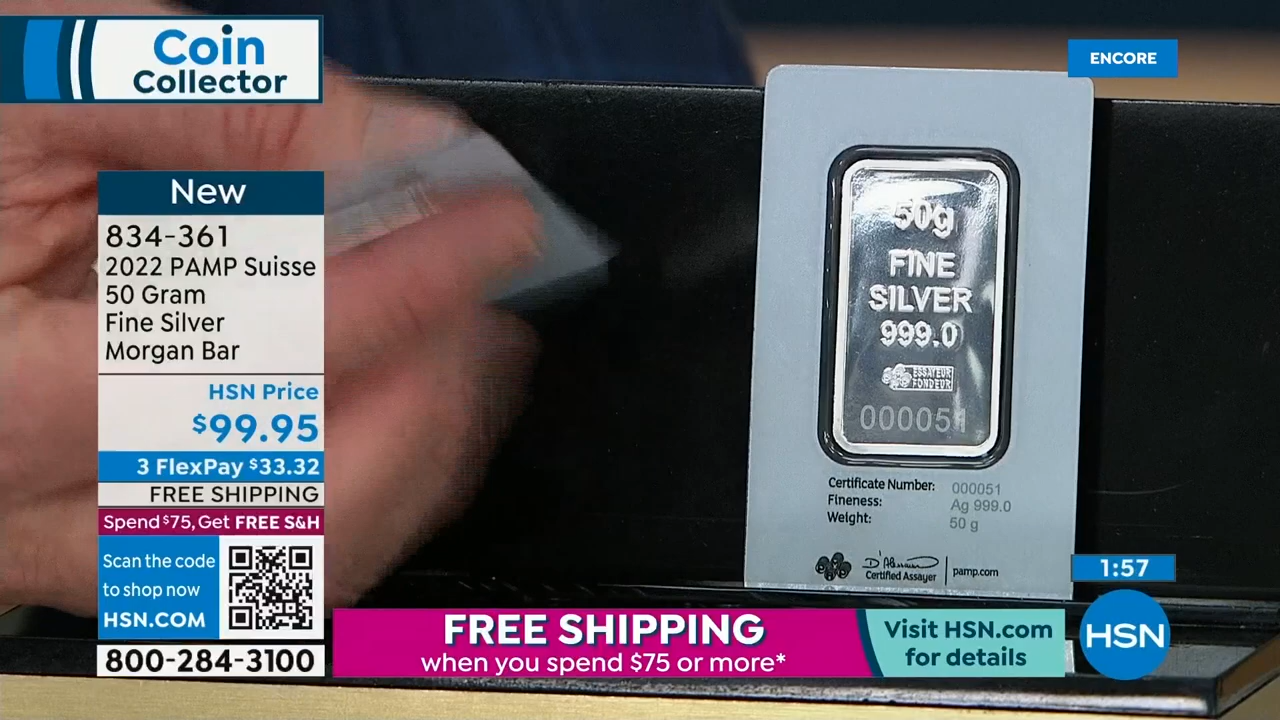 Coin
Collector
ENCORE
New
834-361
2022 PAMP Suisse
50 Gram
Fine Silver
Morgan Bar
HSN Price
$99.95
3 FlexPay $33.32
FREE SHIPPING
Spend $75, Get FREE S&H
Scan the code
to shop now
HSN.COM
800-284-3100
50g
FINE
SILVER
999.0
ESSAYEUR
FONDEUR
000051
Certificate Number: 000051
Fineness: Ag 999.0
Weight: 50 g
Certified Assayer
pamp.com
1:57
FREE SHIPPING
when you spend $75 or more*
Visit HSN.com
for details
HSN